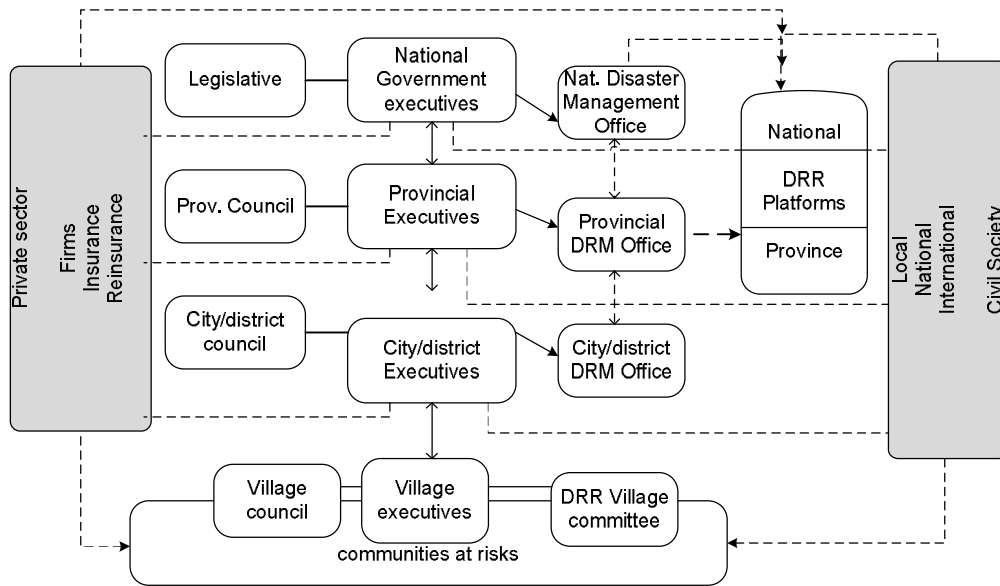 Legislative
National
Government
executives
Nat. Disaster
Management
Office
National
DRR
Platforms
Province
Prov. Council
Provincial
Executives
Provincial
DRM Office
City/district
council
City/district
Executives
City/district
DRM Office
Village
council
Village
executives
DRR Village
committee
communities at risks
Private sector
Firms
Insurance
Reinsurance
Local
National
International
Civil Society